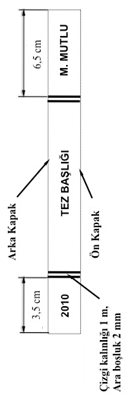 6,5 cm
M. MUTLU
Arka Kapak
TEZ BAŞLIĞI
Ön Kapak
3,5 cm
2010
Çizgi kalınlığı 1 m,
Ara boşluk 2 mm